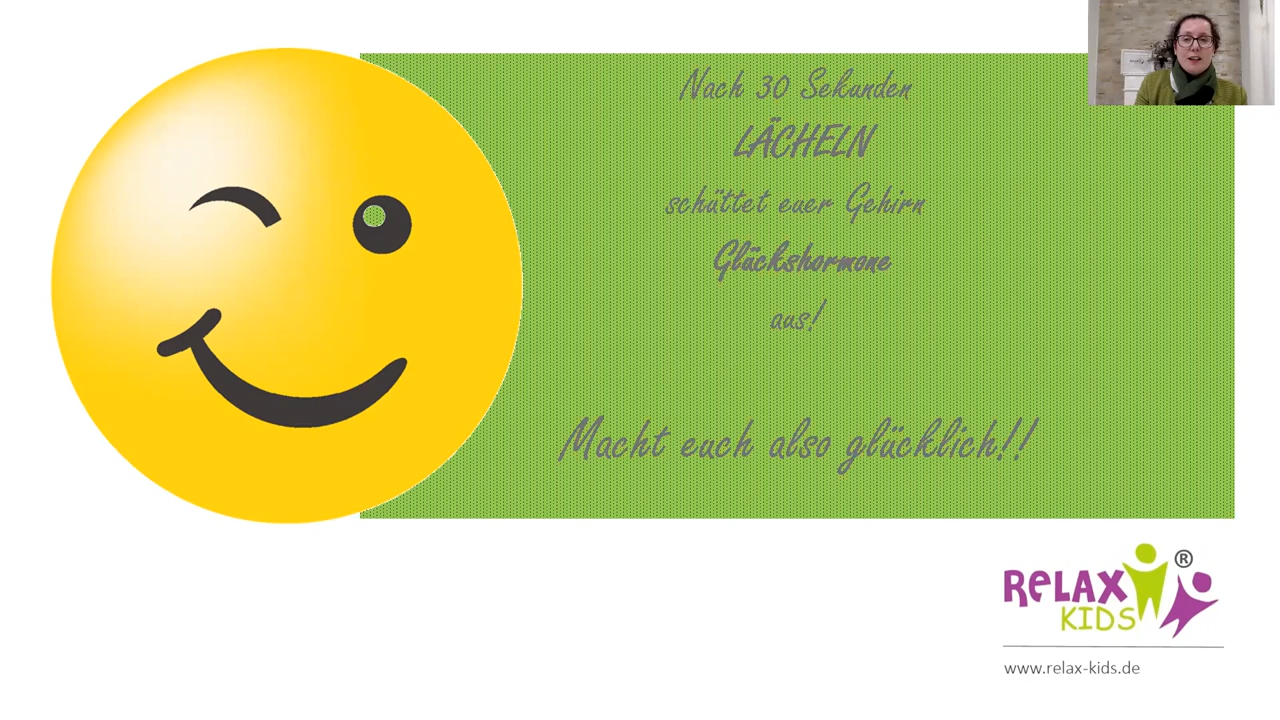 Nach 30 Sekunden
LÄCHELN
schüttet euer Gehirn
Glückshormone
aus!
Macht euch also glücklich!!
RELAX ®
KIDS
www.relax-kids.de